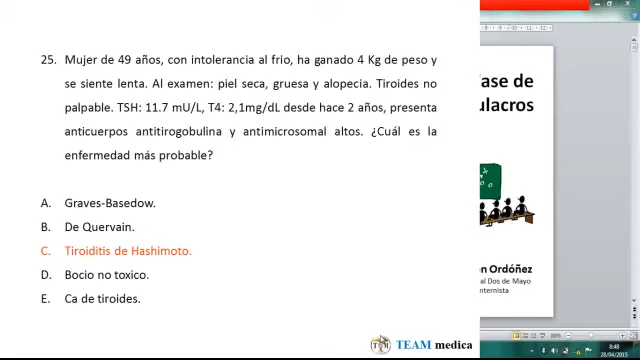 25. Mujer de 49 años, con intolerancia al frio, ha ganado 4 Kg de peso y
se siente lenta. Al examen: piel seca, gruesa y alopecia. Tiroides no
palpable. TSH: 11.7 mU/L, T4: 2,1mg/dL desde hace 2 años, presenta
anticuerpos antitirogobulina y antimicrosomal altos. ¿Cuál es la
enfermedad más probable?
A. Graves-Basedow.
B. De Quervain.
C. Tiroiditis de Hashimoto.
D. Bocio no toxico.
E. Ca de tiroides.
TEAM medica
ase de
ulacros
on Ordóñez
al Dos de Mayo
nternista
8:48
28/04/2015